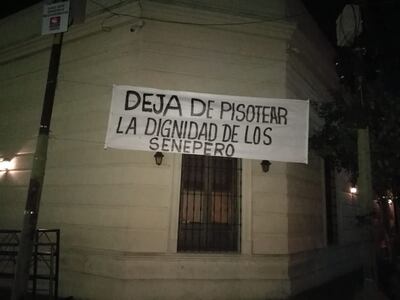 DEJA DE PISOTEAR
LA DIGNIDAD DE LOS
SENEPERO